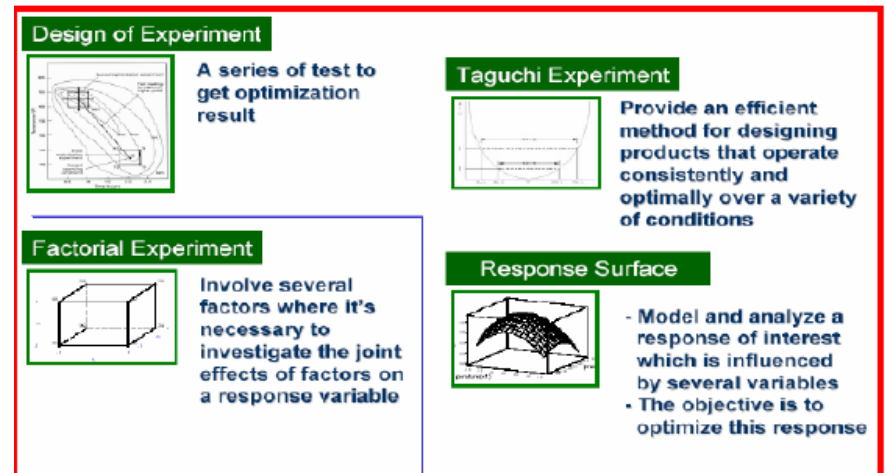 Design of Experiment
A series of test to
get optimization
result
Factorial Experiment
Involve several
factors where it's
necessary to
investigate the joint
effects of factors on
a response variable
Taguchi Experiment
Provide an efficient
method for designing
products that operate
consistently and
optimally over a variety
of conditions
Response Surface
- Model and analyze a
response of interest
which is influenced
by several variables
- The objective is to
optimize this response